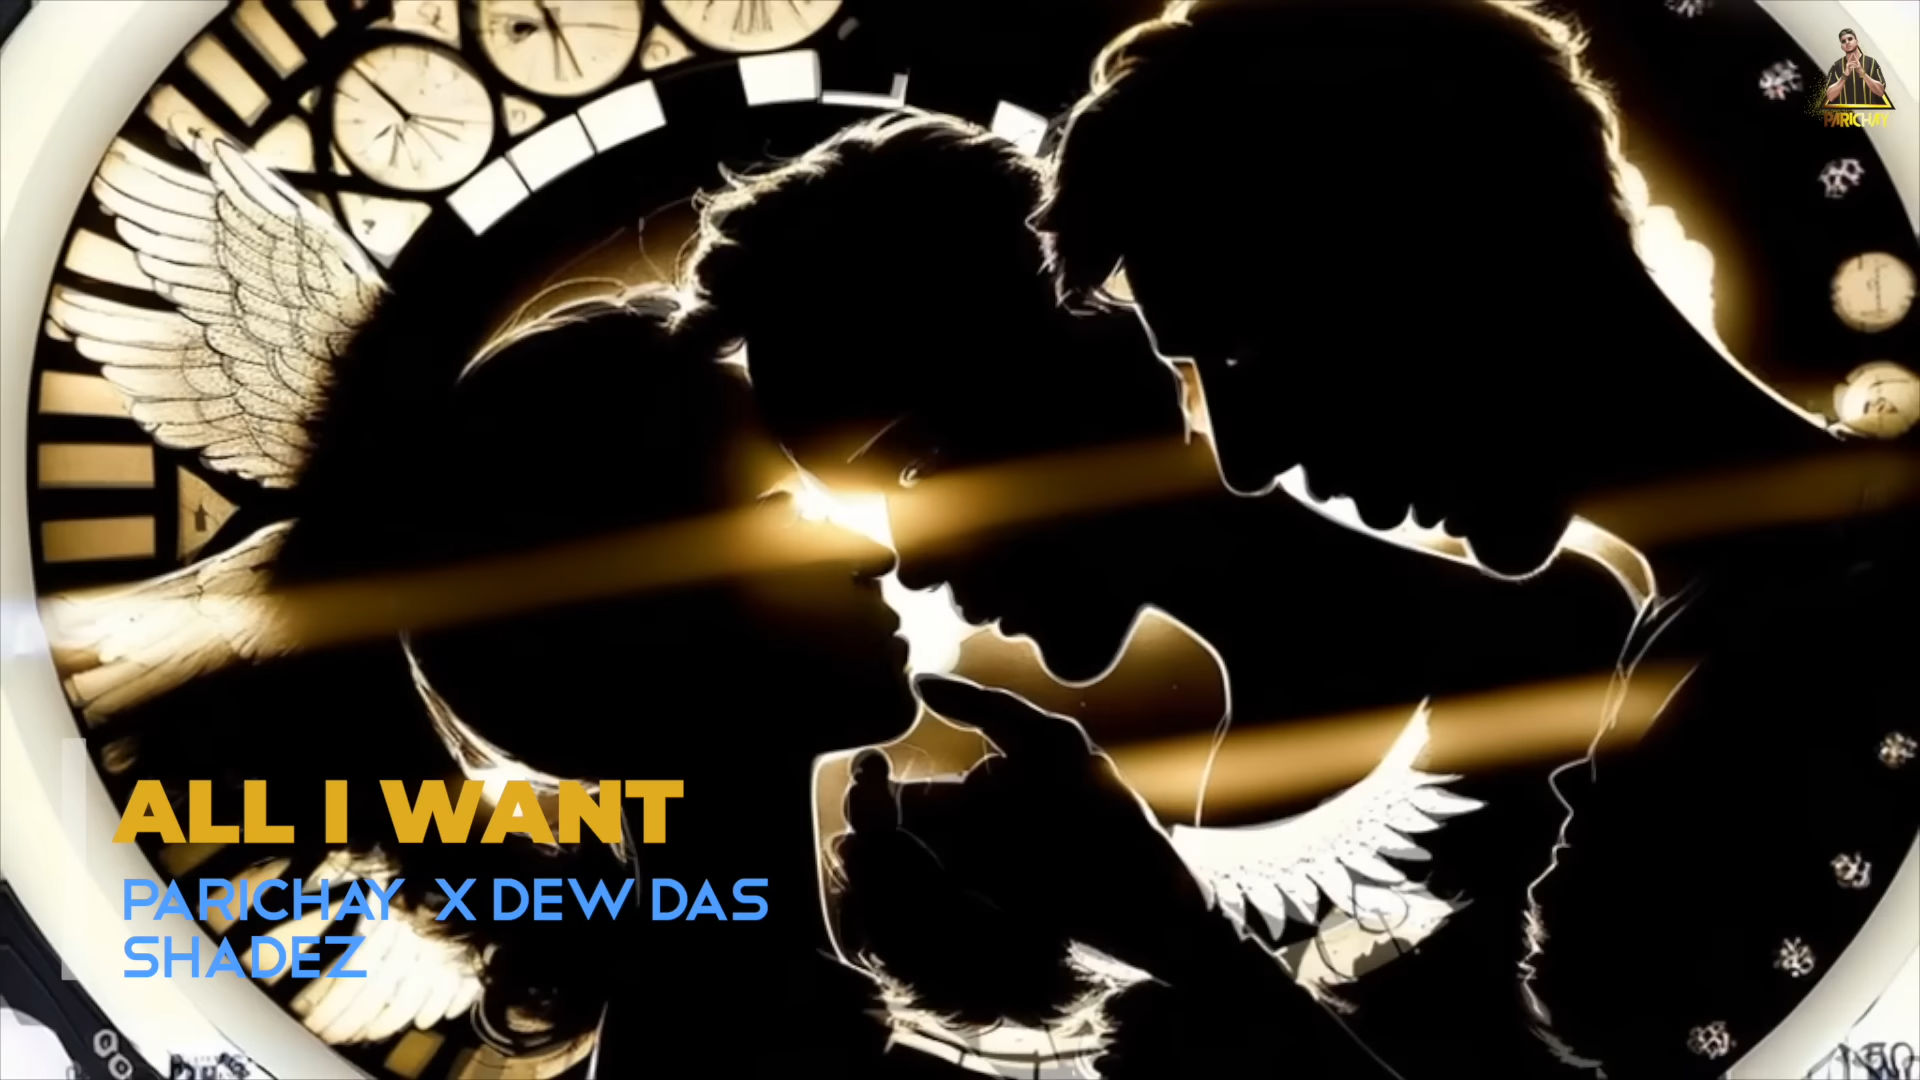 PARICHAY
ALL I WANT
PARICHAY X DEW DAS
SHADEZ